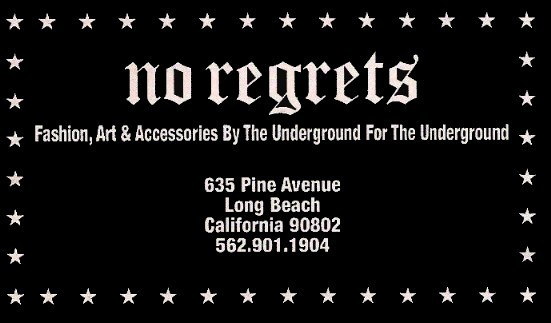 no regrets
Fashion, Art & Accessories By The Underground For The Underground
635 Pine Avenue
Long Beach
California 90802
562.901.1904